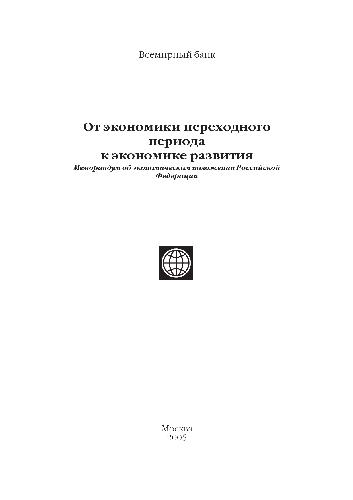 Всемирный банк
От экономики переходного
периода
к экономике развития
Меморандум об экономическом положении Российской
Федерации
Москва